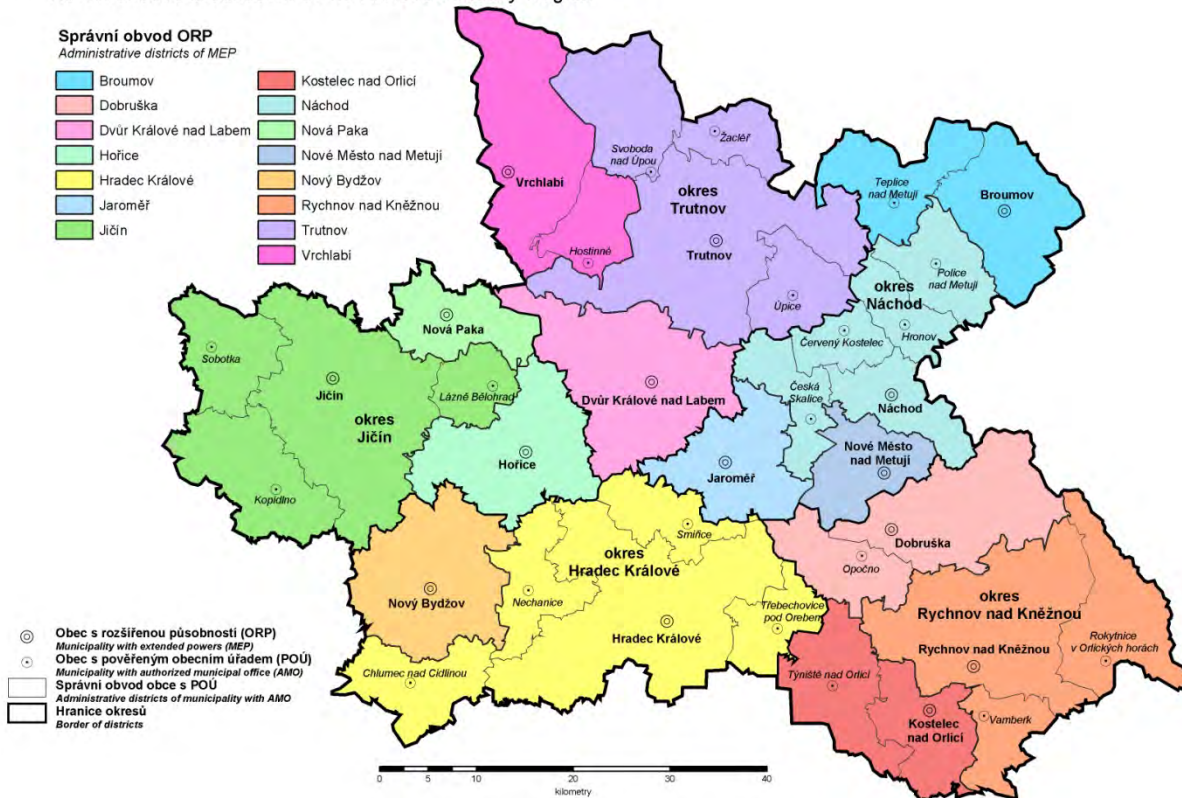 Správní obvod ORP
Administrative districts of MEP
Broumov
Dobruška
Dvůr Králové nad Labem
Hořice
Hradec Králové
Jaroměř
Jičín
Kostelec nad Orlicí
Náchod
Nová Paka
Nové Město nad Metují
Nový Bydžov
Rychnov nad Kněžnou
Trutnov
Vrchlabí
Žacléř
Svoboda
nad Úpou
Vrchlabí
okres
Trutnov
Teplice
nad Metují
Broumov
Trutnov
Hostinné
Police
nad Metují
okres
Náchod
Úpice
Nová Paka
Hronov
Červený Kostelec
Sobotka
Jičín
Lázně Bělohrad
Dvůr Králové nad Labem
Česká
Skalice
Náchod
okres
Jičín
Nové Město
nad Metují
Hořice
Jaroměř
Kopidlno
Smiřice
Dobruška
okres
Hradec Králové
Opočno
Nový Bydžov
Nechanice
Třebechovice
pod Orebem
okres
Rychnov nad Kněžnou
Hradec Králové
Rychnov nad Kněžnou
Rokytnice
v Orlických horách
Chlumec nad Cidlinou
Týniště nad Orlicí
Kostelec
nad Orlicí
Vamberk
Obec s rozšířenou působností (ORP)
Municipality with extended powers (MEP)
Obec s pověřeným obecním úřadem (POÚ)
Municipality with authorized municipal office (AMO)
Správní obvod obce s POÚ
Administrative districts of municipality with AMO
Hranice okresů
Border of districts
0 5 10 20 30 40
kilometry